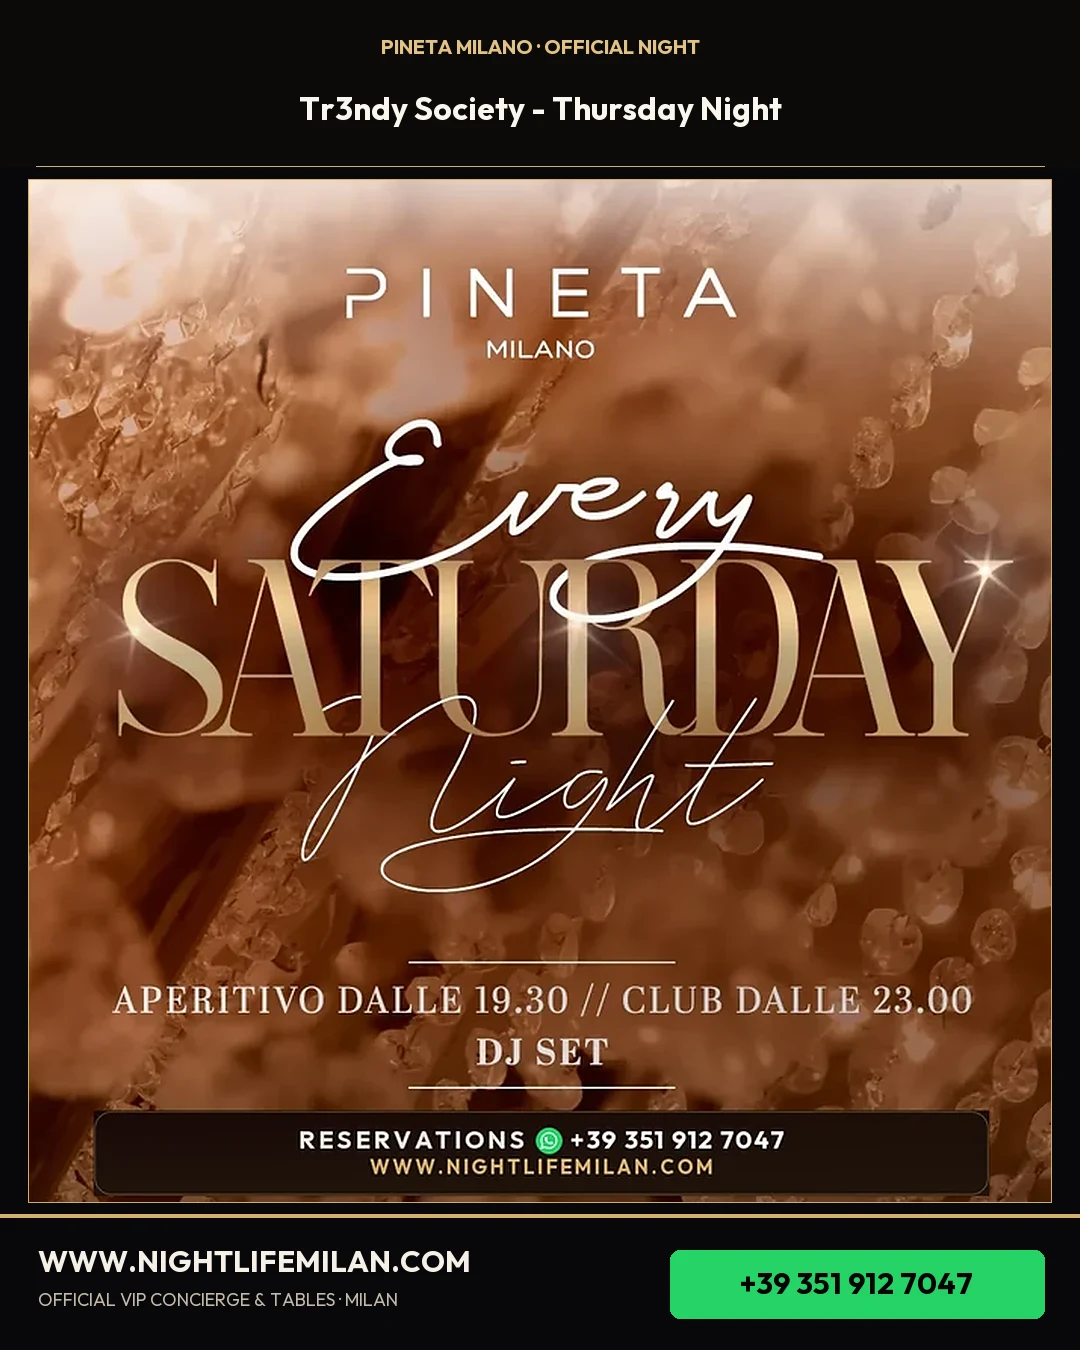 PINETA MILANO · OFFICIAL NIGHT
Tr3ndy Society - Thursday Night
PINETA
MILANO
Every
SATURDAY
Night
APERITIVO DALLE 19.30 // CLUB DALLE 23.00
DJ SET
RESERVATIONS +39 351 912 7047
WWW.NIGHTLIFEMILAN.COM
WWW.NIGHTLIFEMILAN.COM
OFFICIAL VIP CONCIERGE & TABLES · MILAN
+39 351 912 7047